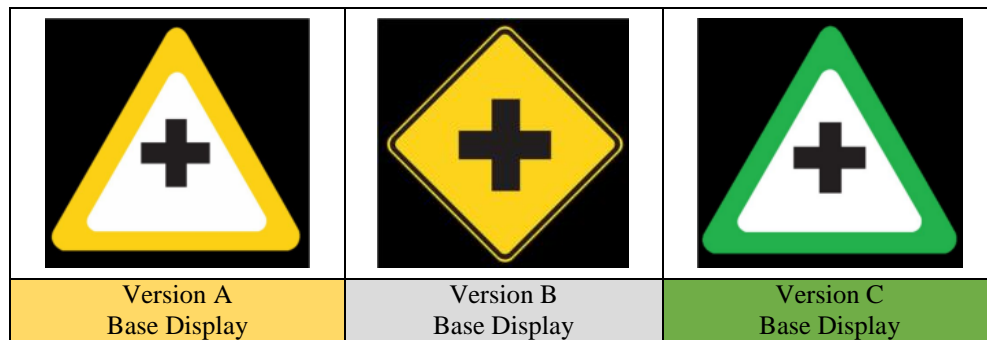 Version A
Base Display
Version B
Base Display
Version C
Base Display